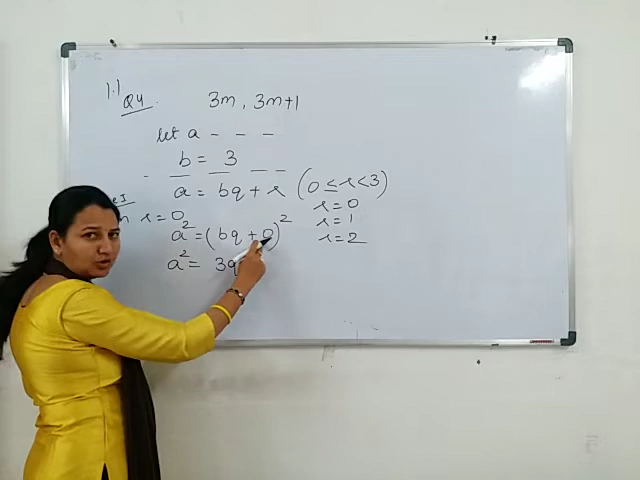 1.1 Q4. 3m, 3m+1
let a - - -
- b = 3 - -
a = bq + r (0 ≤ r < 3)
r = 0 r = 0
r = 1
a² = (bq + 0)² r = 2
a² = 3q